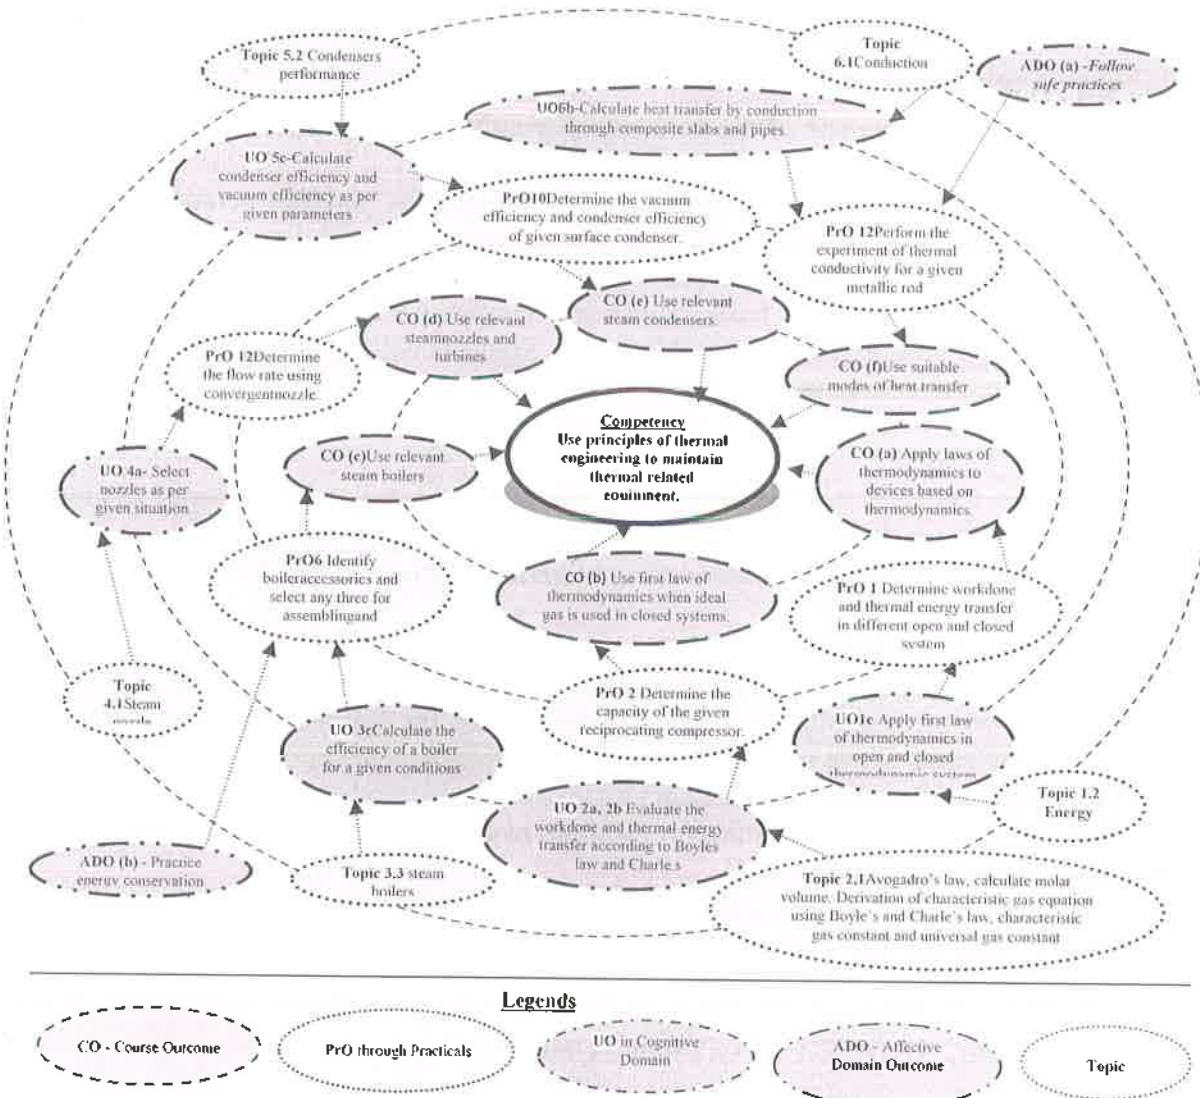 Topic 5.2 Condensers
performance
Topic
6.1Conduction
ADO (a) -Follow
safe practices
UO6b-Calculate heat transfer by conduction
through composite slabs and pipes.
UO 5c-Calculate
condenser efficiency and
vacuum efficiency as per
given parameters
PrO10Determine the vacuum
efficiency and condenser efficiency
of given surface condenser.
PrO 12Perform the
experiment of thermal
conductivity for a given
metallic rod
CO (e) Use relevant
steam condensers.
CO (d) Use relevant
steamnozzles and
turbines
PrO 12Determine
the flow rate using
convergentnozzle.
CO (f)Use suitable
modes of heat transfer
Competency
Use principles of thermal
engineering to maintain
thermal related
equipment.
CO (c)Use relevant
steam boilers
CO (a) Apply laws of
thermodynamics to
devices based on
thermodynamics.
UO 4a- Select
nozzles as per
given situation
PrO6 Identify
boileraccessories and
select any three for
assemblingand
CO (b) Use first law of
thermodynamics when ideal
gas is used in closed systems.
PrO 1 Determine workdone
and thermal energy transfer
in different open and closed
system
Topic
4.1Steam
PrO 2 Determine the
capacity of the given
reciprocating compressor.
UO 3cCalculate the
efficiency of a boiler
for a given conditions
UO1c Apply first law
of thermodynamics in
open and closed
thermodynamic system
UO 2a, 2b Evaluate the
workdone and thermal energy
transfer according to Boyles
law and Charle.s
Topic 1.2
Energy
ADO (b) - Practice
energy conservation
Topic 3.3 steam
boilers
Topic 2.1Avogadro's law, calculate molar
volume. Derivation of characteristic gas equation
using Boyle's and Charle's law, characteristic
gas constant and universal gas constant
Legends
CO - Course Outcome
PrO through Practicals
UO in Cognitive
Domain
ADO - Affective
Domain Outcome
Topic